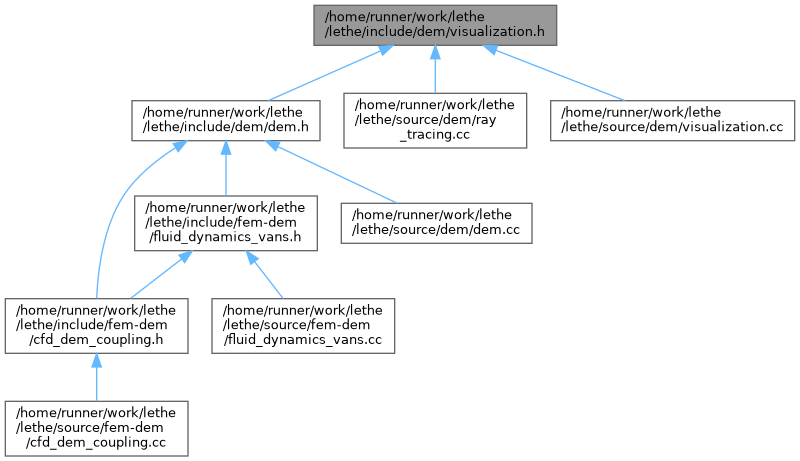 /home/runner/work/lethe
/lethe/include/dem/visualization.h
/home/runner/work/lethe
/lethe/include/dem/dem.h
/home/runner/work/lethe
/lethe/source/dem/ray
_tracing.cc
/home/runner/work/lethe
/lethe/source/dem/visualization.cc
/home/runner/work/lethe
/lethe/include/fem-dem
/fluid_dynamics_vans.h
/home/runner/work/lethe
/lethe/source/dem/dem.cc
/home/runner/work/lethe
/lethe/include/fem-dem
/cfd_dem_coupling.h
/home/runner/work/lethe
/lethe/source/fem-dem
/fluid_dynamics_vans.cc
/home/runner/work/lethe
/lethe/source/fem-dem
/cfd_dem_coupling.cc